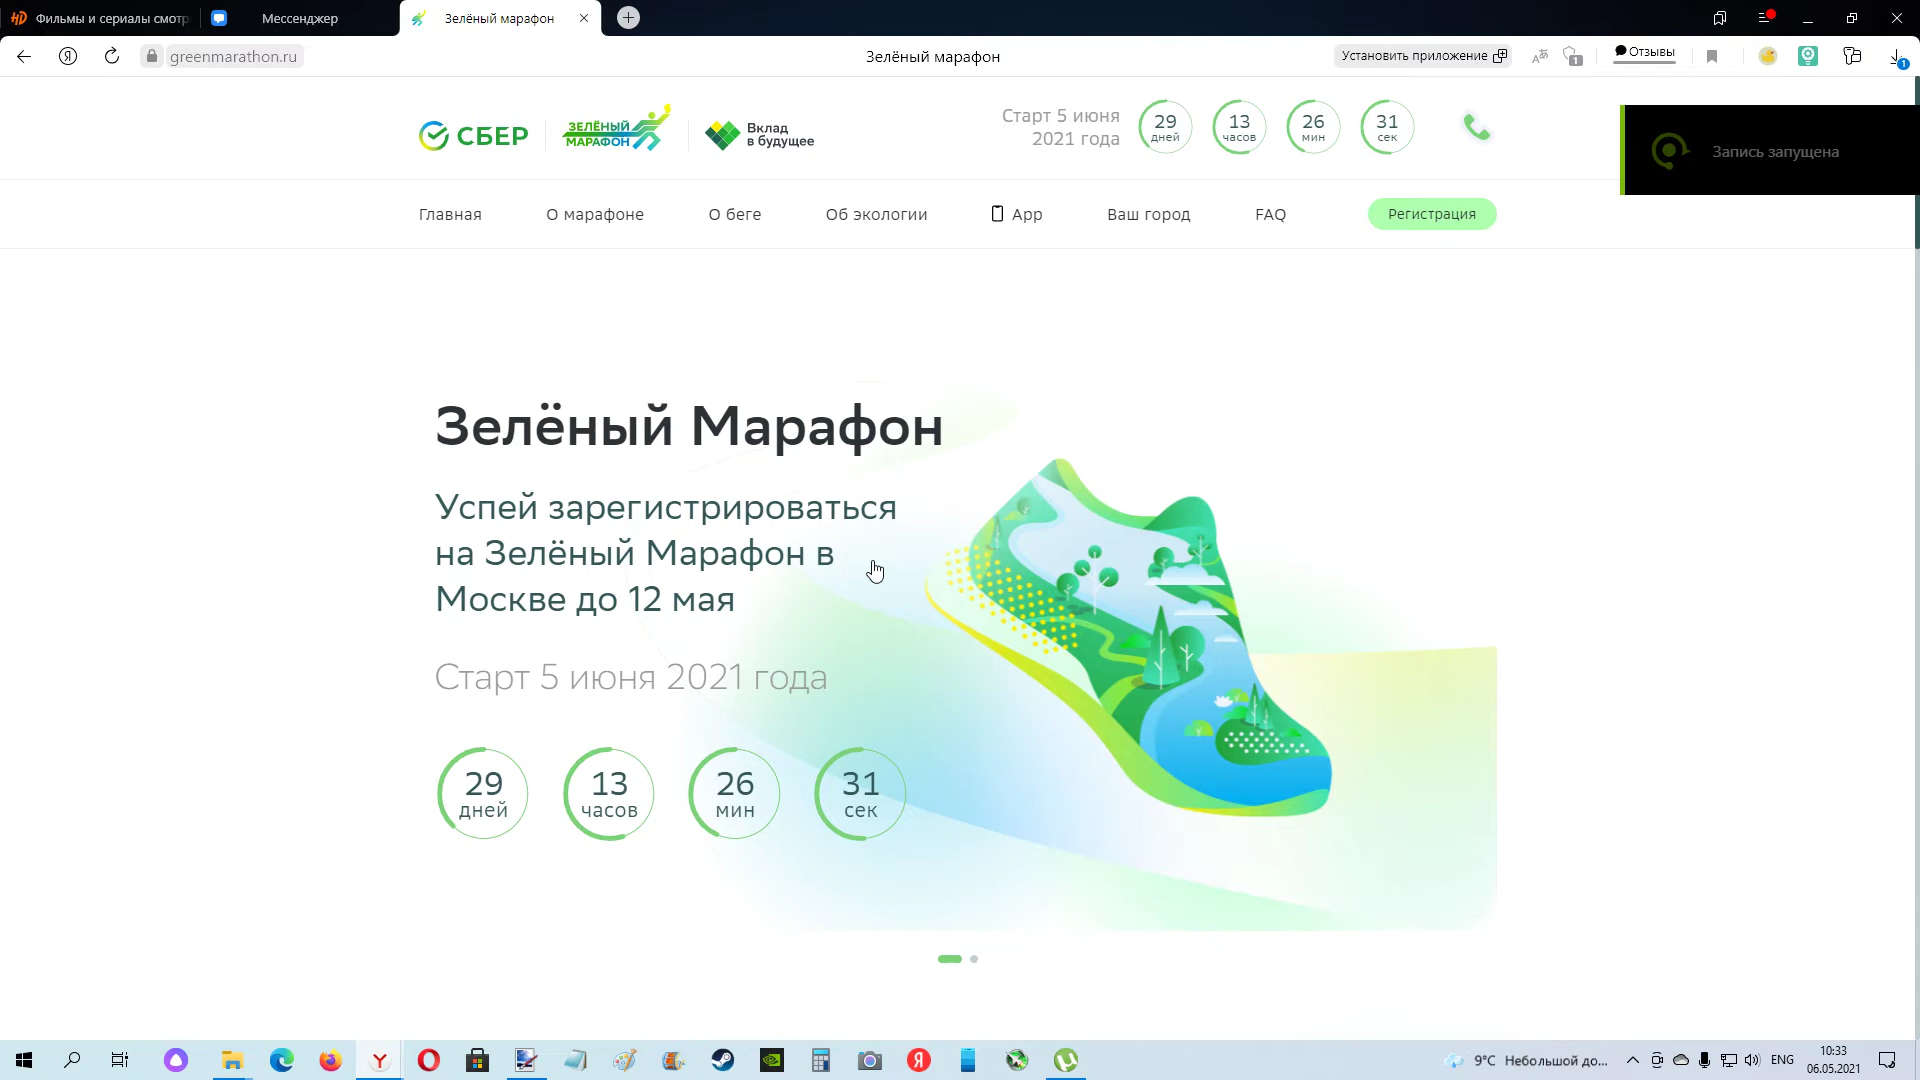 Фильмы и сериалы смотр
Мессенджер
Зелёный марафон
greenmarathon.ru
Зелёный марафон
Установить приложение
1
Отзывы
1
СБЕР
ЗЕЛЁНЫЙ
МАРАФОН
Вклад
в будущее
Старт 5 июня
2021 года
29
дней
13
часов
26
мин
31
сек
Запись запущена
Главная
О марафоне
О беге
Об экологии
App
Ваш город
FAQ
Регистрация
Зелёный Марафон
Успей зарегистрироваться
на Зелёный Марафон в
Москве до 12 мая
Старт 5 июня 2021 года
29
дней
13
часов
26
мин
31
сек
9°C Небольшой до...
ENG
10:33
06.05.2021